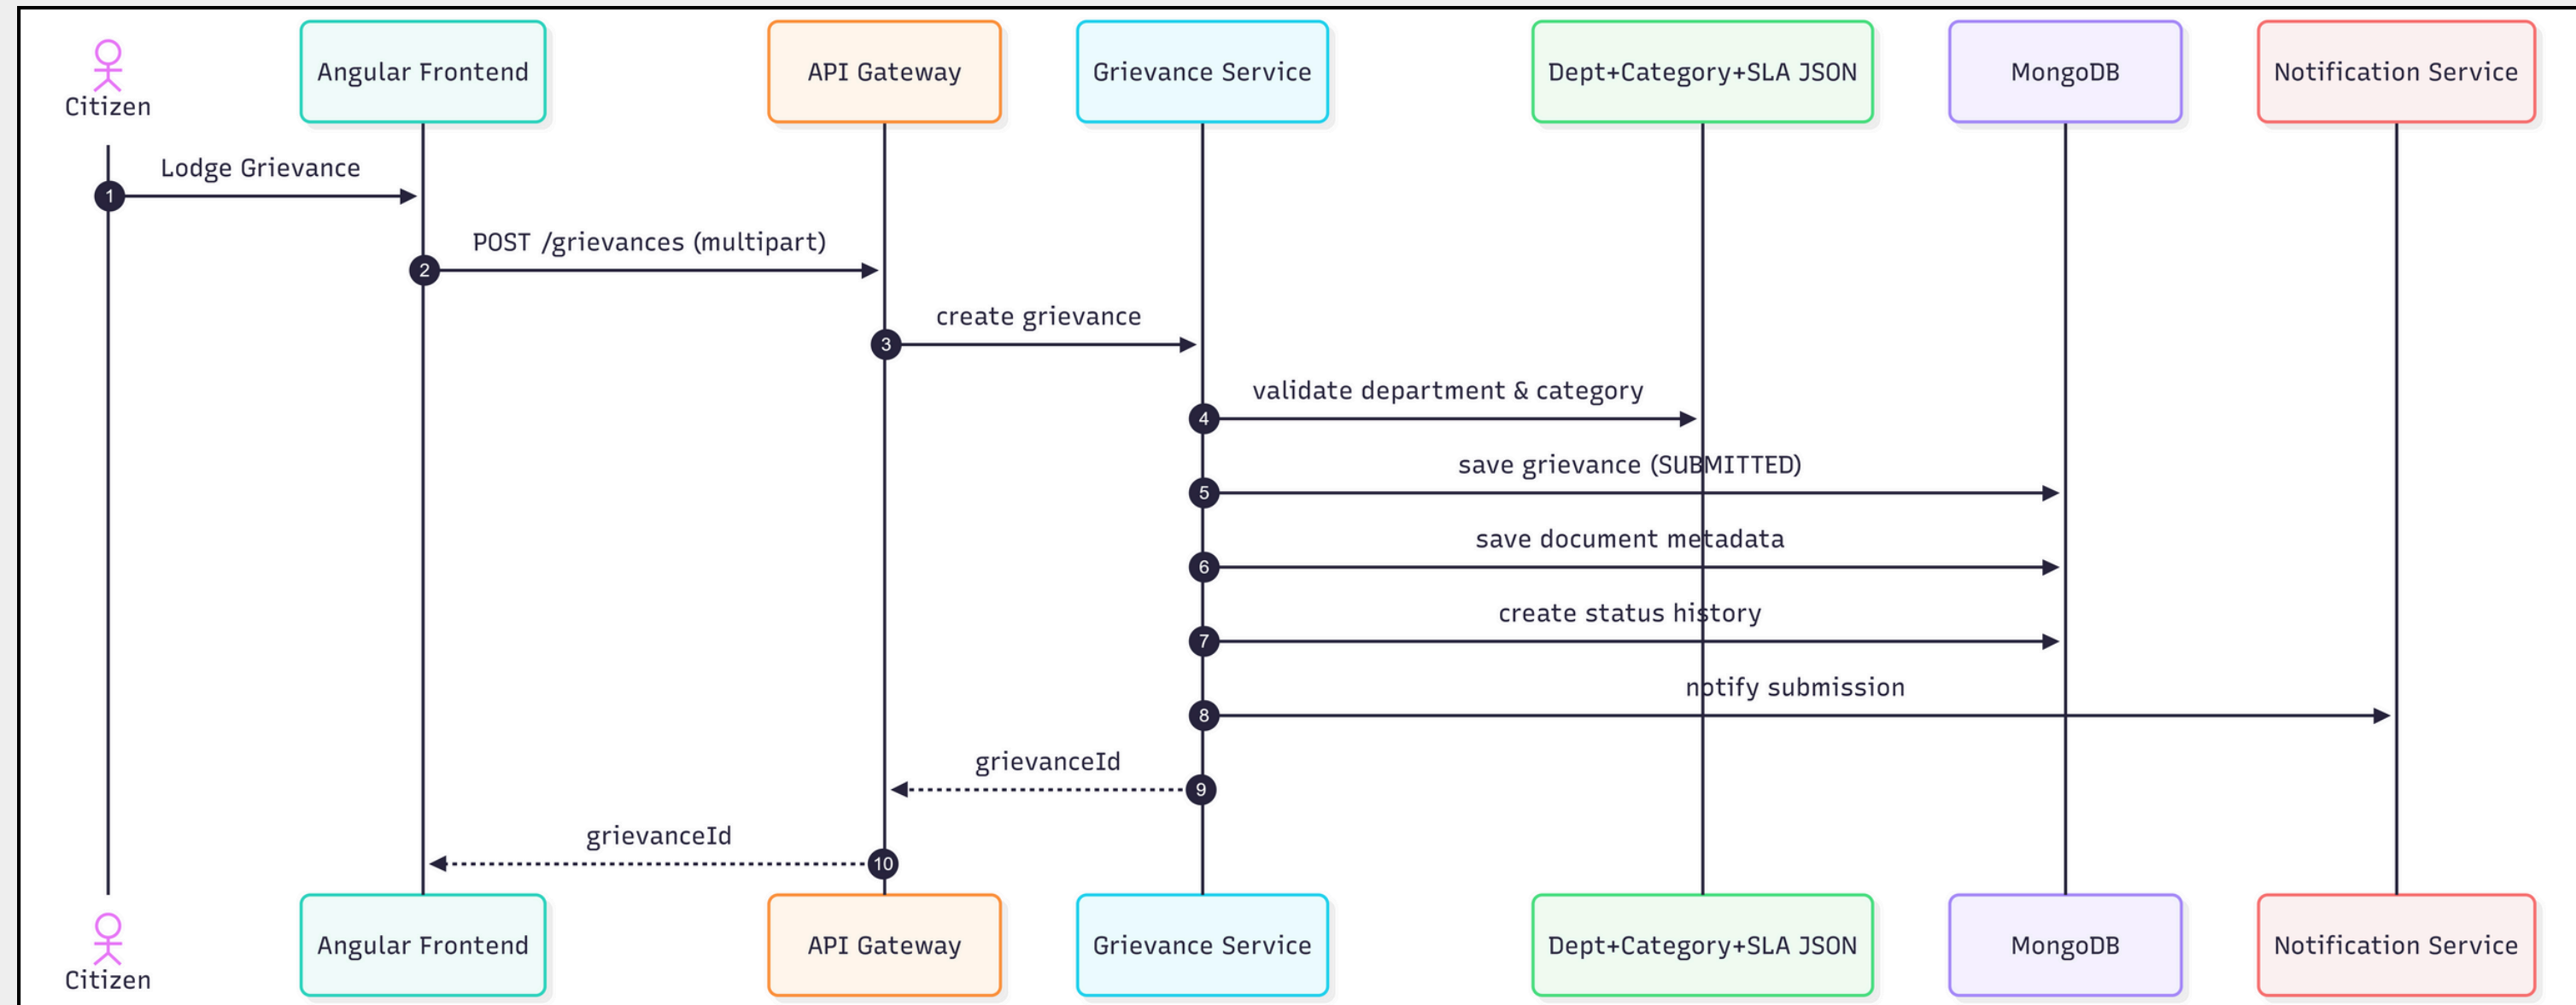 Citizen
Angular Frontend
API Gateway
Grievance Service
Dept+Category+SLA JSON
MongoDB
Notification Service
Lodge Grievance
1
POST /grievances (multipart)
2
create grievance
3
validate department & category
4
save grievance (SUBMITTED)
5
save document metadata
6
create status history
7
notify submission
8
grievanceId
9
grievanceId
10
Citizen
Angular Frontend
API Gateway
Grievance Service
Dept+Category+SLA JSON
MongoDB
Notification Service